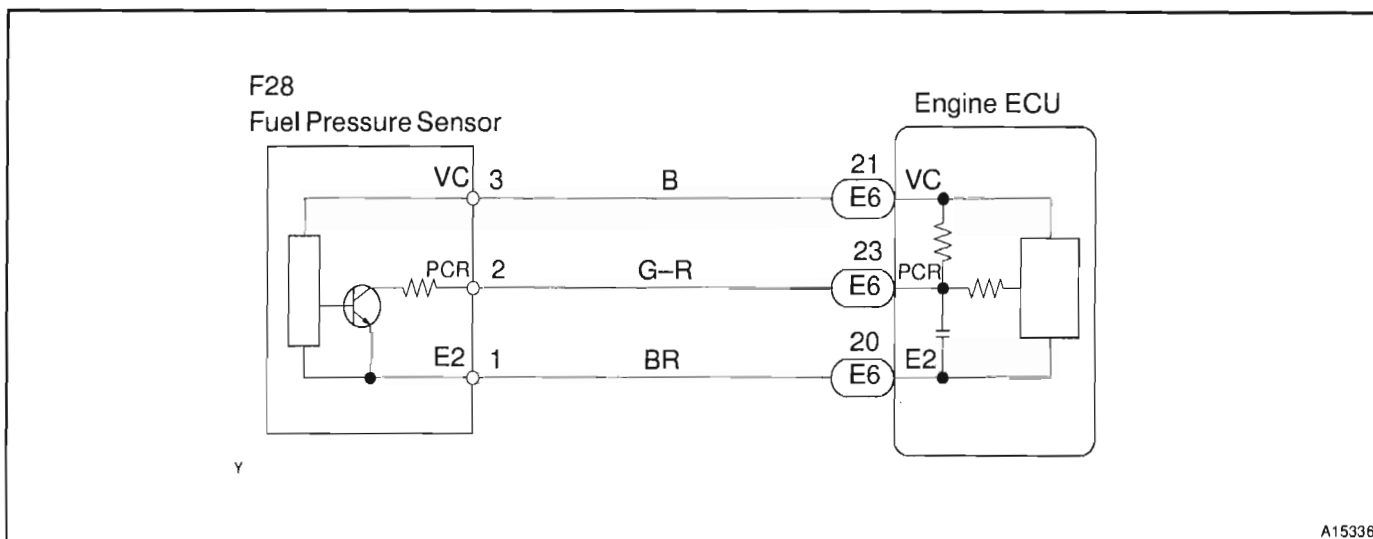 F28
Fuel Pressure Sensor
Engine ECU
VC 3 B 21 E6 VC
PCR 2 G–R 23 E6 PCR
E2 1 BR 20 E6 E2
Y
A15336